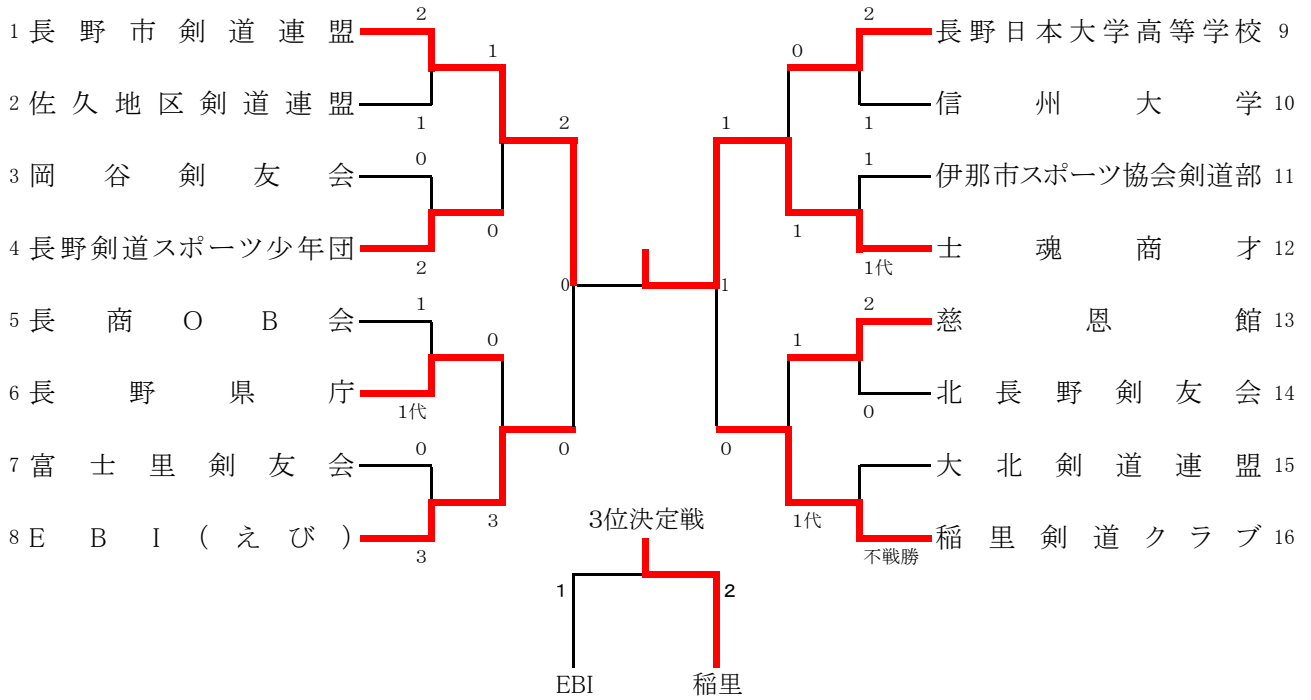 2
1 長野市剣道連盟
1
2 佐久地区剣道連盟
1
2
0
3 岡谷剣友会
0
4 長野剣道スポーツ少年団
2
0
1
5 長商OB会
0
6 長野県庁
1代
0
0
7 富士里剣友会
3
8 EBI(えび)
3
2
長野日本大学高等学校 9
0
信州大学 10
1
1
1
伊那市スポーツ協会剣道部 11
1
士魂商才 12
1代
1
2
慈恩館 13
1
北長野剣友会 14
0
0
大北剣道連盟 15
1代
稲里剣道クラブ 16
不戦勝
3位決定戦
1 2
EBI 稲里